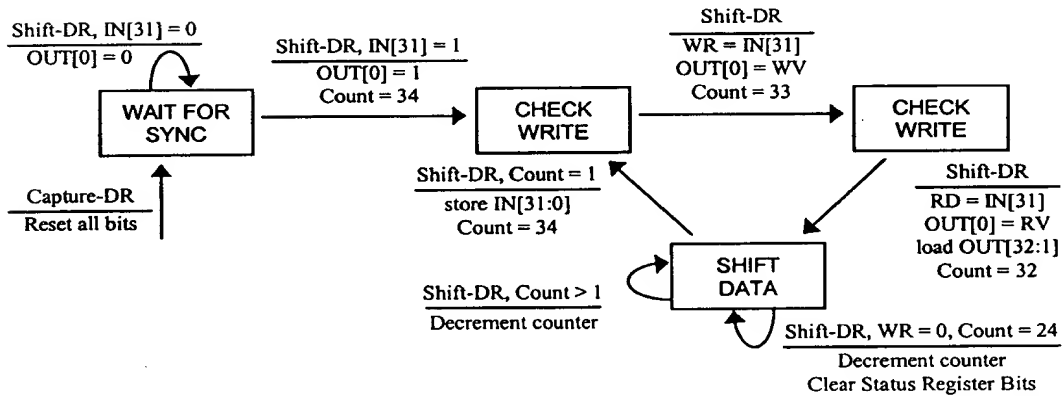 Shift-DR, IN[31] = 0
OUT[0] = 0
WAIT FOR
SYNC
Capture-DR
Reset all bits
Shift-DR, IN[31] = 1
OUT[0] = 1
Count = 34
CHECK
WRITE
Shift-DR
WR = IN[31]
OUT[0] = WV
Count = 33
CHECK
WRITE
Shift-DR
RD = IN[31]
OUT[0] = RV
load OUT[32:1]
Count = 32
Shift-DR, Count = 1
store IN[31:0]
Count = 34
SHIFT
DATA
Shift-DR, Count > 1
Decrement counter
Shift-DR, WR = 0, Count = 24
Decrement counter
Clear Status Register Bits